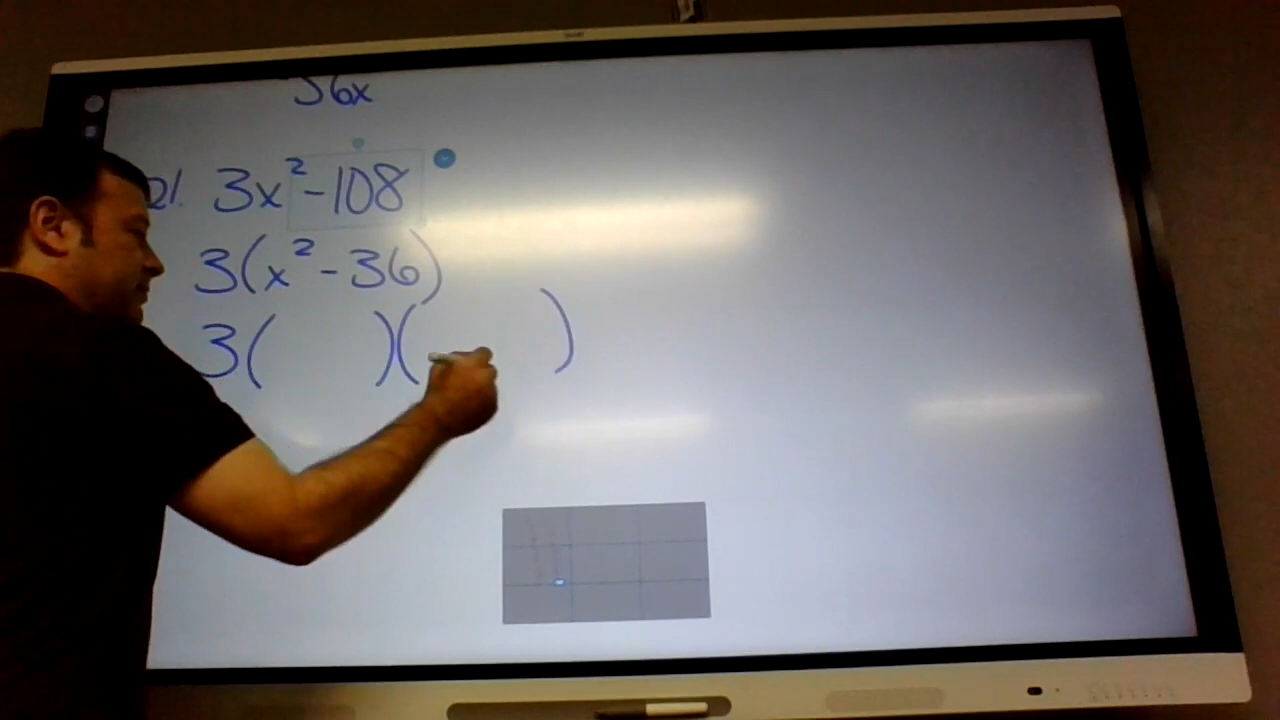 36x
21. 3x²-108
3(x²-36)
3( )( )